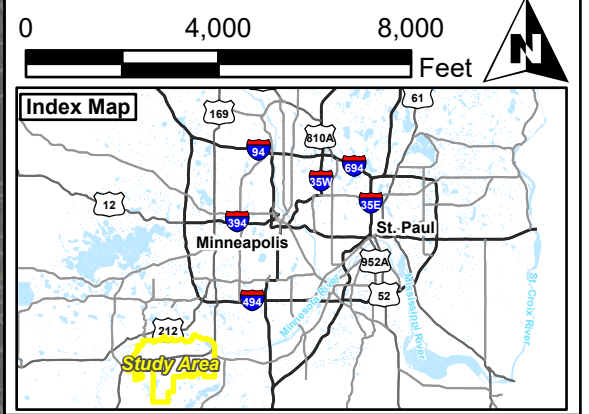 0 4,000 8,000
Feet
N
Index Map
61
169
810A
94
694
35W
12
35E
394
St. Paul
Minneapolis
952A
494
52
Minnesota River
Mississippi River
St. Croix River
212
Study Area